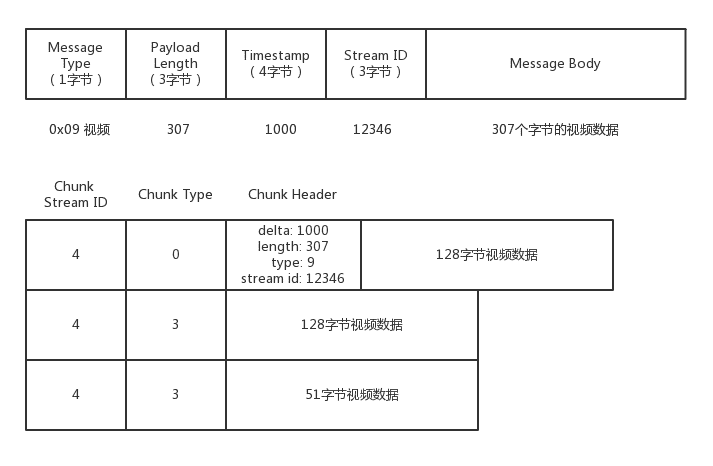 Message
Type
（1字节）
Payload
Length
（3字节）
Timestamp
（4字节）
Stream ID
（3字节）
Message Body
0x09 视频
307
1000
12346
307个字节的视频数据
Chunk
Stream ID
Chunk Type
Chunk Header
4
0
delta: 1000
length: 307
type: 9
stream id: 12346
128字节视频数据
4
3
128字节视频数据
4
3
51字节视频数据